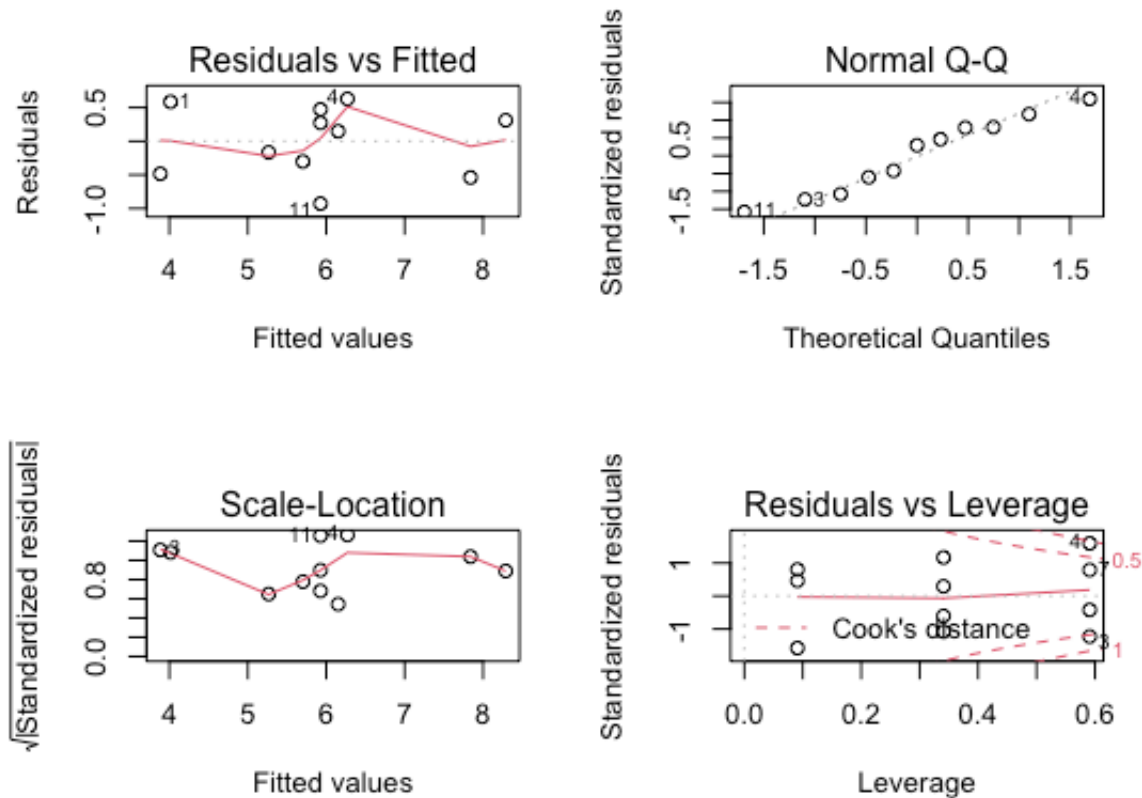 Residuals vs Fitted
Residuals
0.5
-1.0
1
4
11
4 5 6 7 8
Fitted values
Normal Q-Q
Standardized residuals
0.5
-1.5
4
11
3
-1.5 -0.5 0.5 1.5
Theoretical Quantiles
Scale-Location
√|Standardized residuals|
0.8
0.0
3
11
4
4 5 6 7 8
Fitted values
Residuals vs Leverage
Standardized residuals
1
-1
4
3
0.5
1
Cook's distance
0.0 0.2 0.4 0.6
Leverage